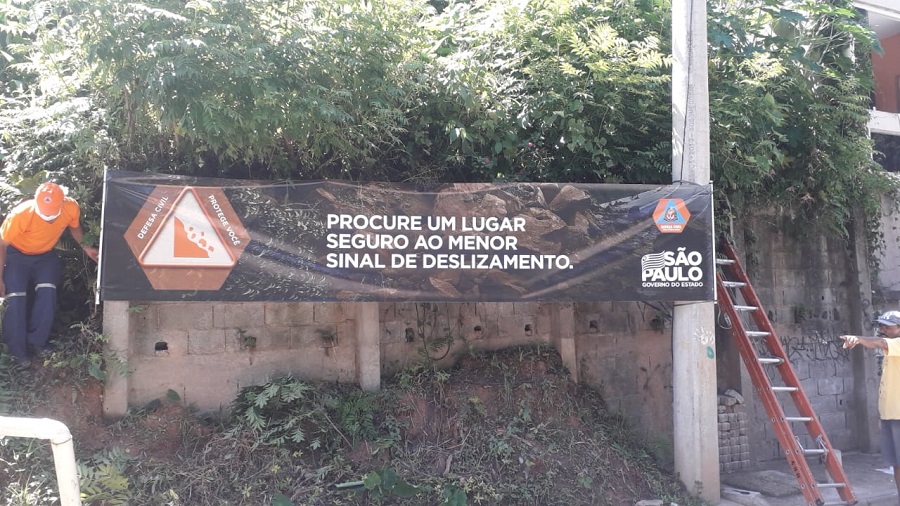 DEFESA CIVIL
PROTEGE VOCÊ
PROCURE UM LUGAR
SEGURO AO MENOR
SINAL DE DESLIZAMENTO.
SÃO
PAULO
GOVERNO DO ESTADO